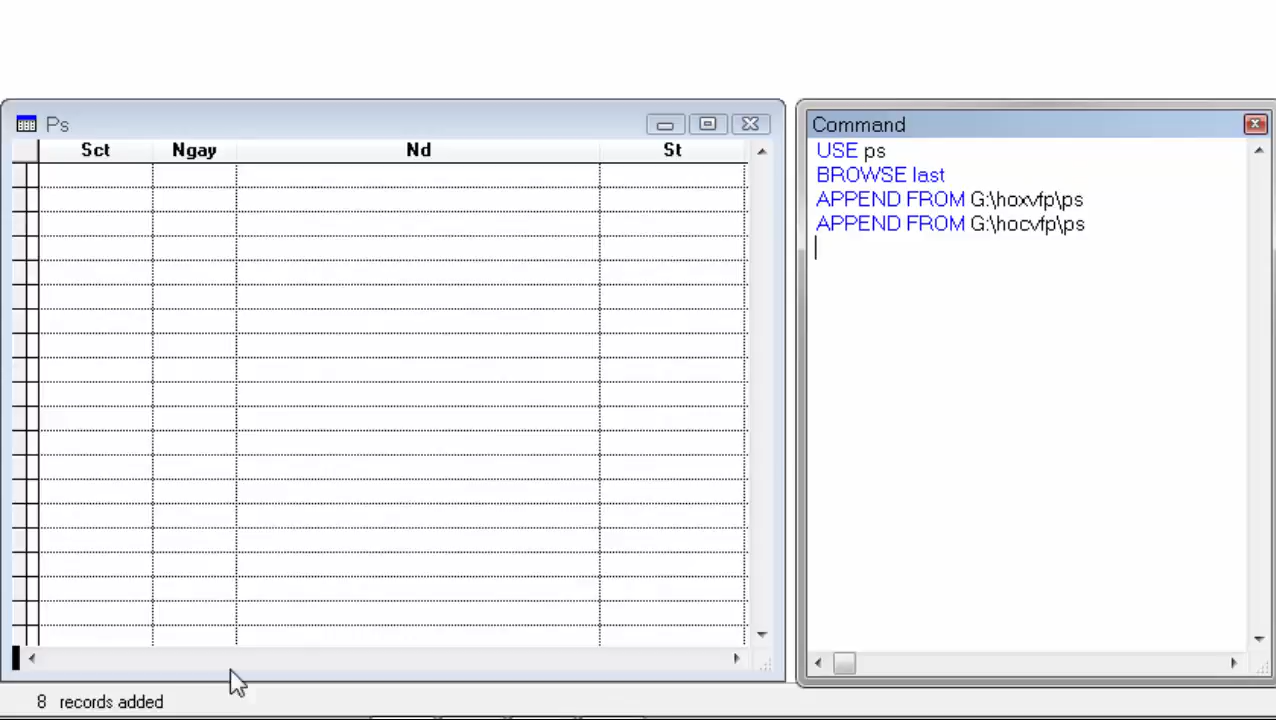 Ps
Sct Ngay Nd St
8 records added
Command
USE ps
BROWSE last
APPEND FROM G:\hoxvfp\ps
APPEND FROM G:\hocvfp\ps